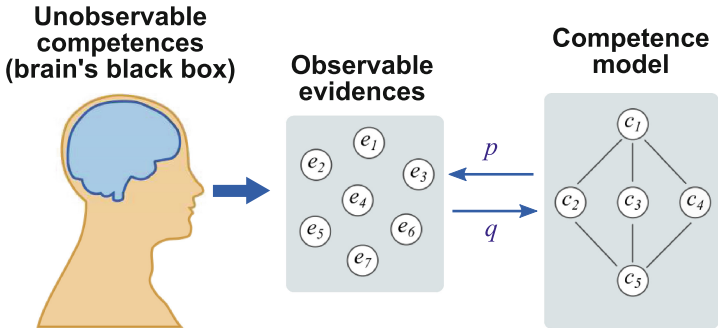 Unobservable
competences
(brain's black box)
Observable
evidences
Competence
model
e1
e2
e3
e4
e5
e6
e7
p
q
c1
c2
c3
c4
c5